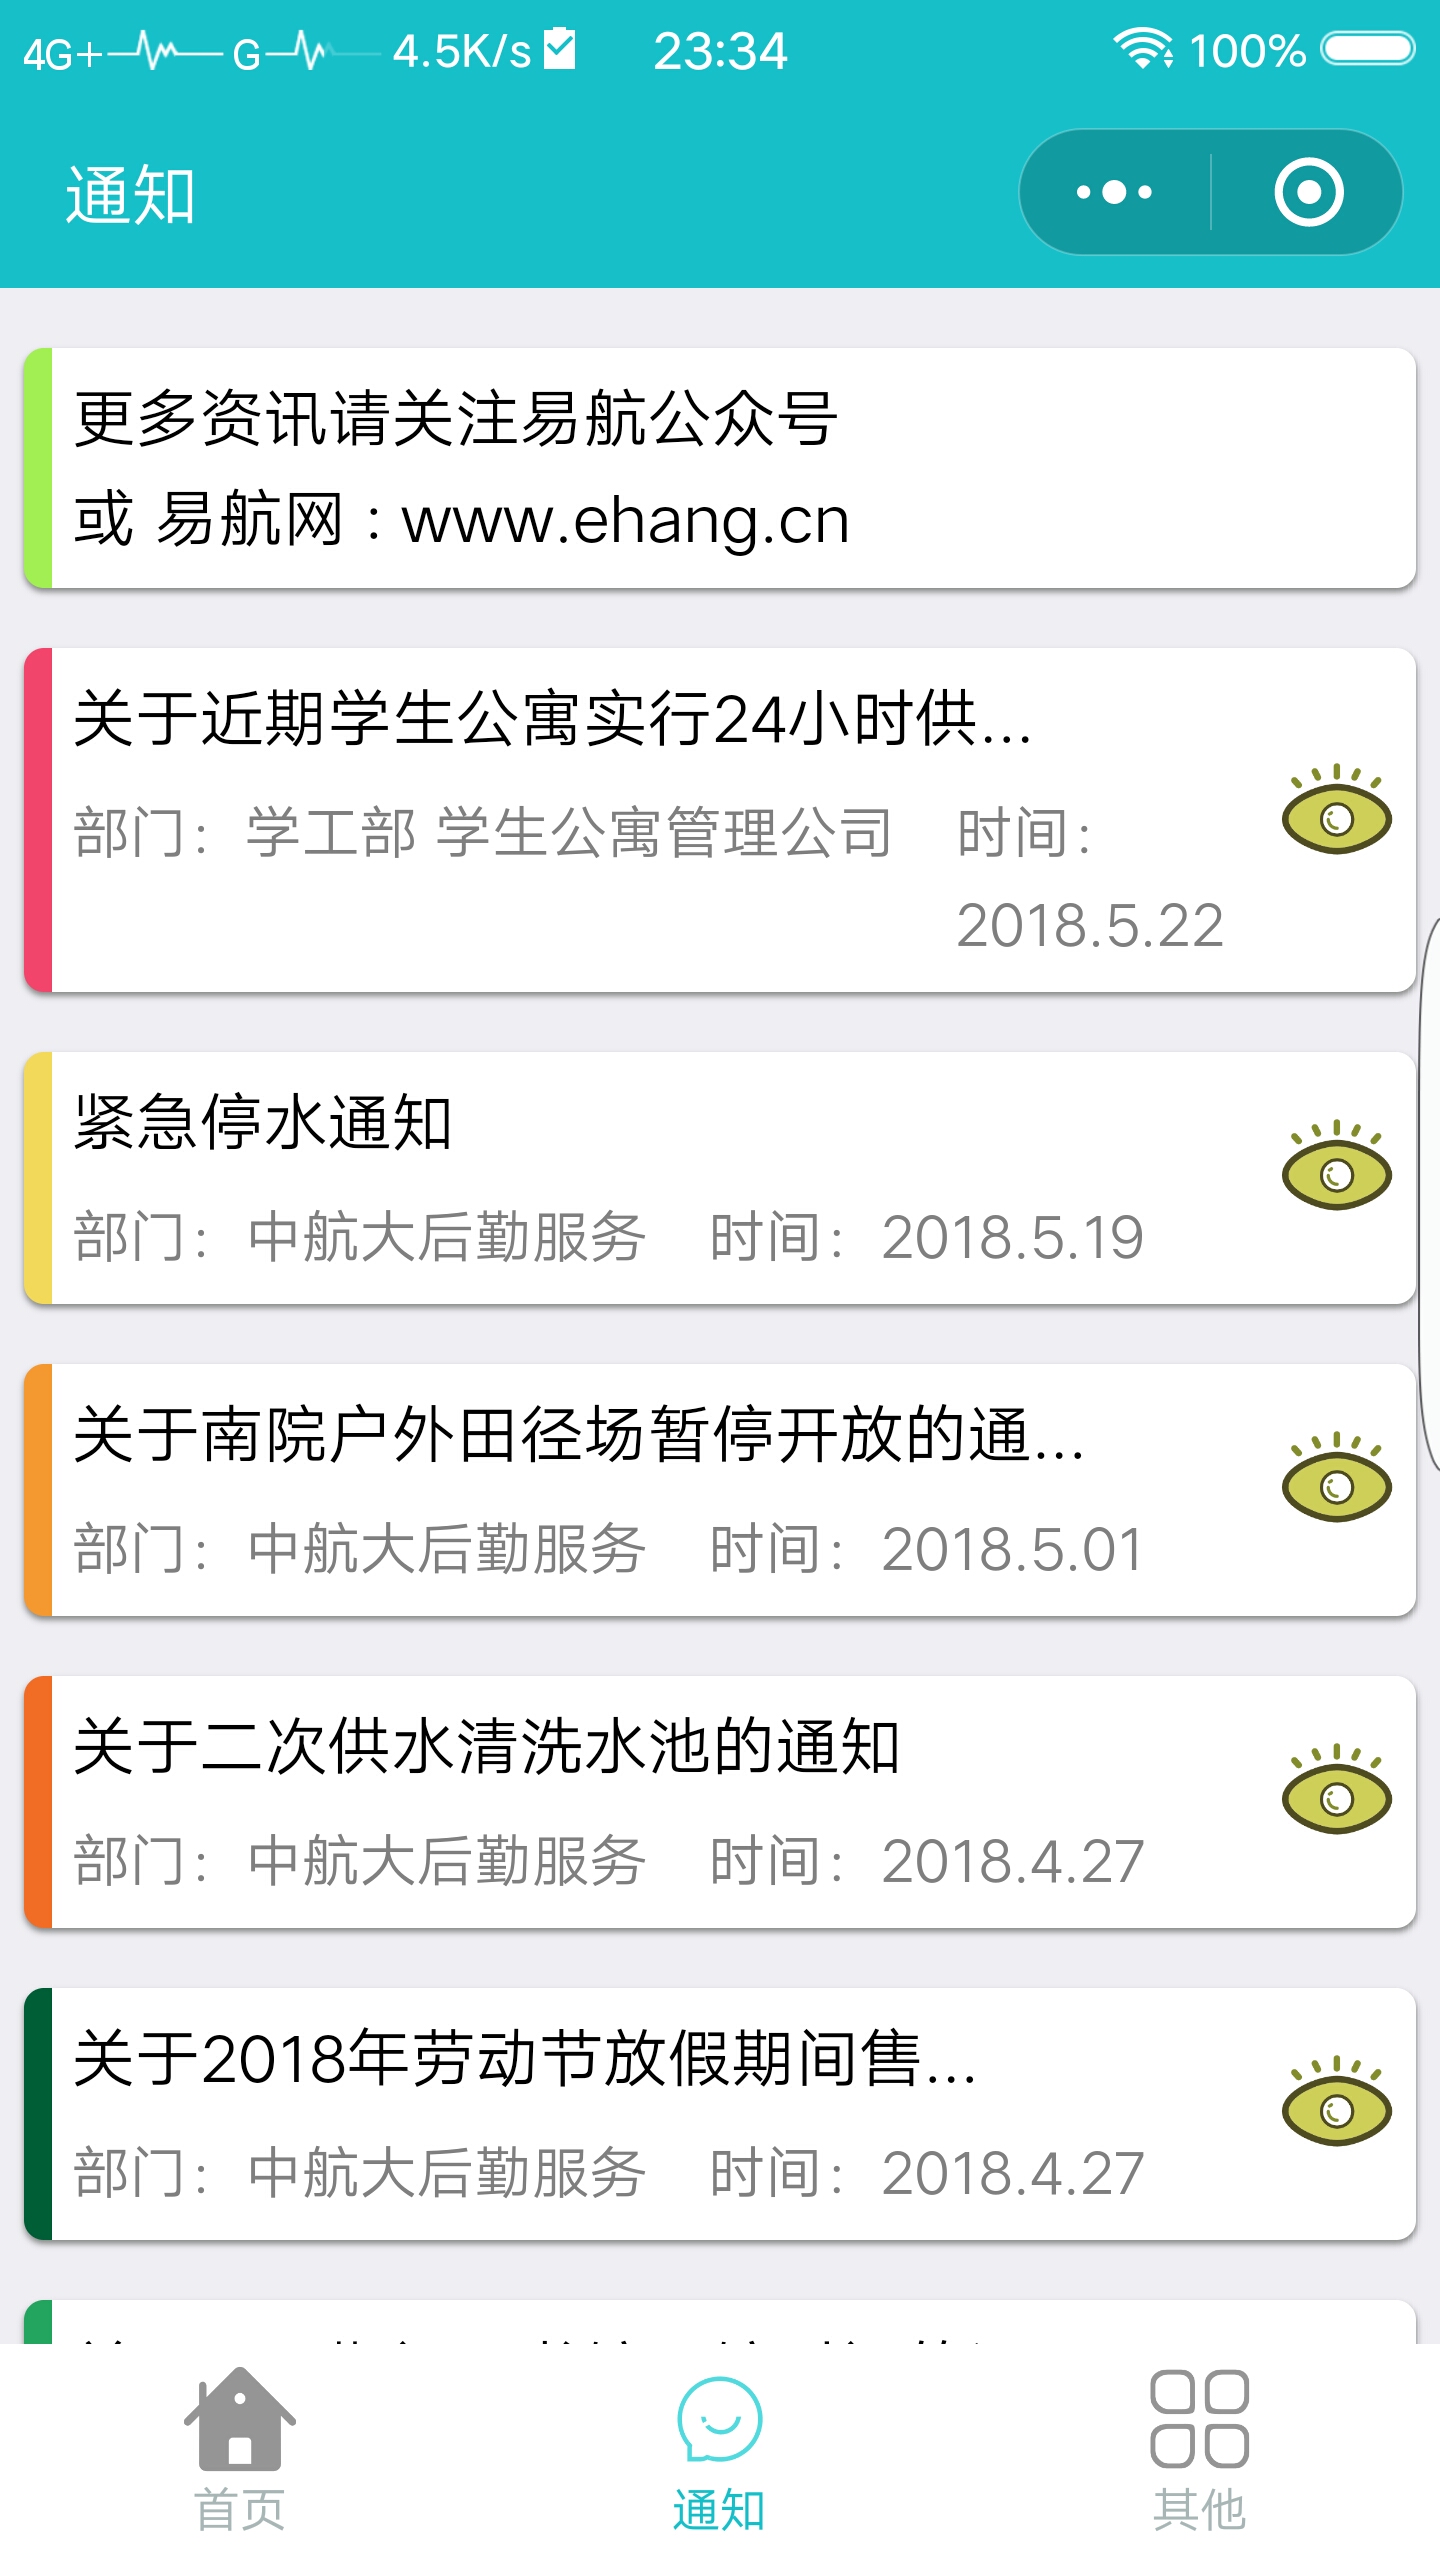 4G+ G 4.5K/s 23:34 100%
通知
更多资讯请关注易航公众号
或 易航网 : www.ehang.cn
关于近期学生公寓实行24小时供...
部门： 学工部 学生公寓管理公司 时间：
2018.5.22
紧急停水通知
部门： 中航大后勤服务 时间： 2018.5.19
关于南院户外田径场暂停开放的通...
部门： 中航大后勤服务 时间： 2018.5.01
关于二次供水清洗水池的通知
部门： 中航大后勤服务 时间： 2018.4.27
关于2018年劳动节放假期间售...
部门： 中航大后勤服务 时间： 2018.4.27
首页 通知 其他